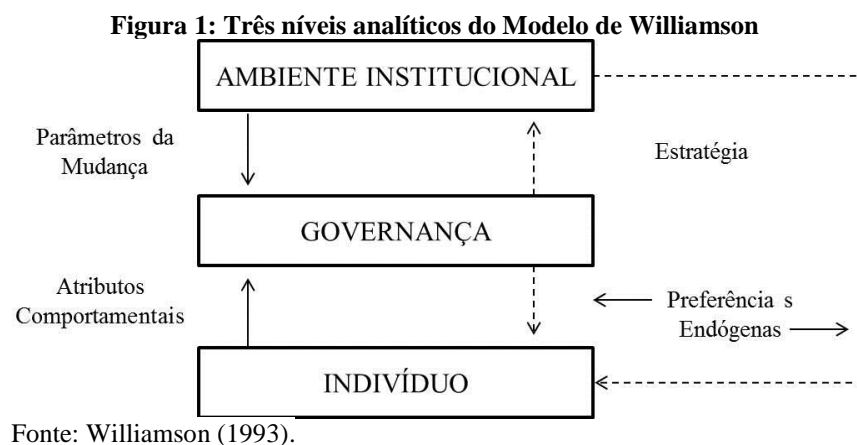 Figura 1: Três níveis analíticos do Modelo de Williamson
AMBIENTE INSTITUCIONAL
Parâmetros da
Mudança
Estratégia
GOVERNANÇA
Atributos
Comportamentais
Preferência s
Endógenas
INDIVÍDUO
Fonte: Williamson (1993).